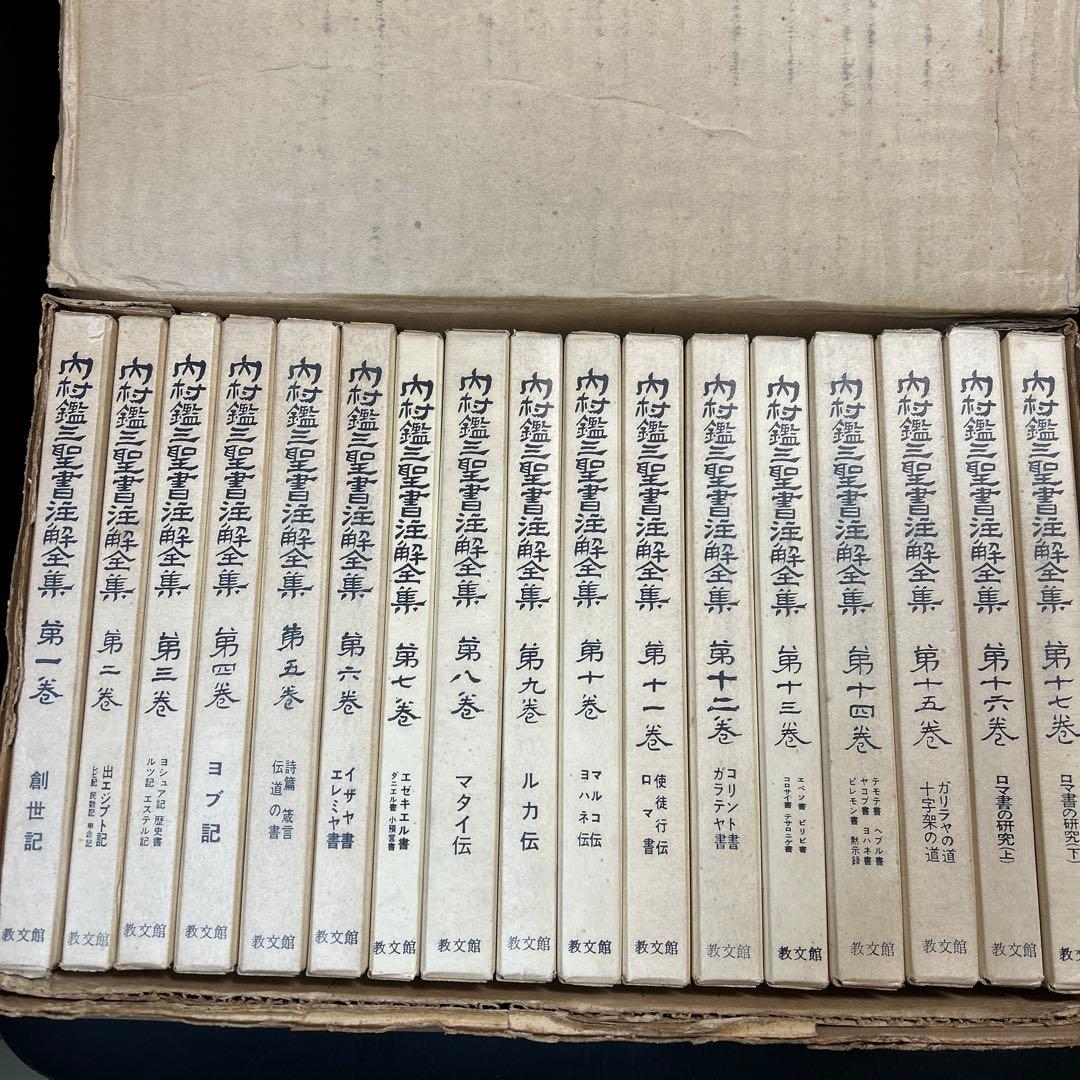 内村鑑三聖書注解全集 第一巻
創世記
教文館
内村鑑三聖書注解全集 第二巻
出エジプト記
レビ記 民数記 申命記
教文館
内村鑑三聖書注解全集 第三巻
ヨシュア記 歴史書
ルツ記 エステル記
教文館
内村鑑三聖書注解全集 第四巻
ヨブ記
教文館
内村鑑三聖書注解全集 第五巻
詩篇 箴言
伝道の書
教文館
内村鑑三聖書注解全集 第六巻
イザヤ書
エレミヤ書
教文館
内村鑑三聖書注解全集 第七巻
エゼキエル書
ダニエル書 小預言書
教文館
内村鑑三聖書注解全集 第八巻
マタイ伝
教文館
内村鑑三聖書注解全集 第九巻
ルカ伝
教文館
内村鑑三聖書注解全集 第十巻
マルコ伝
ヨハネ伝
教文館
内村鑑三聖書注解全集 第十一巻
使徒行伝
ロマ書
教文館
内村鑑三聖書注解全集 第十二巻
コリント書
ガラテヤ書
教文館
内村鑑三聖書注解全集 第十三巻
エペソ書 ピリピ書
コロサイ書 テサロニケ書
教文館
内村鑑三聖書注解全集 第十四巻
テモテ書 ヘブル書
ヤコブ書 ヨハネ書
ピレモン書 黙示録
教文館
内村鑑三聖書注解全集 第十五巻
ガリラヤの道
十字架の道
教文館
内村鑑三聖書注解全集 第十六巻
ロマ書の研究(上)
教文館
内村鑑三聖書注解全集 第十七巻
ロマ書の研究(下)
教文館